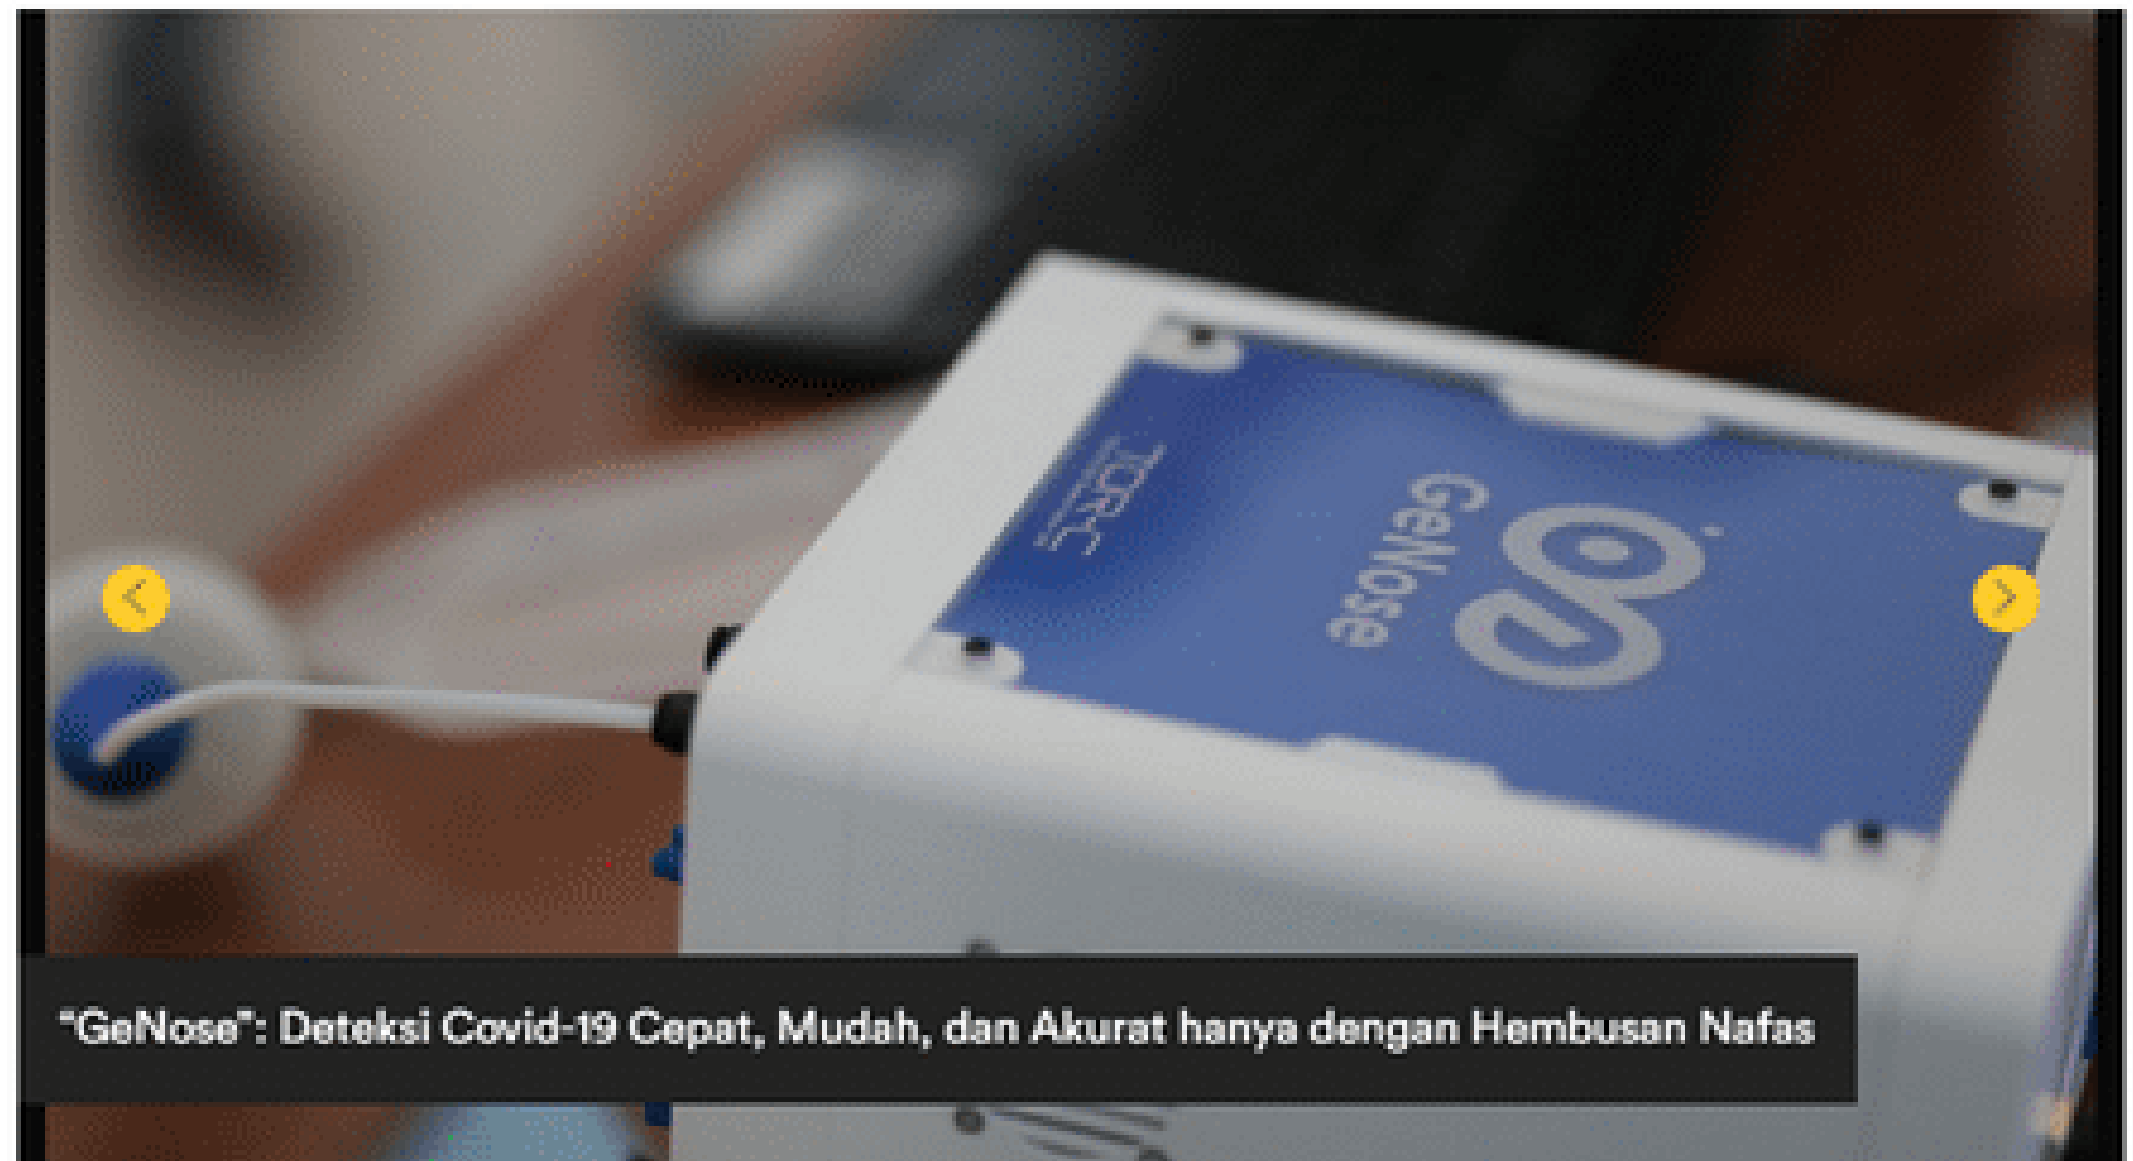 GeNose
“GeNose”: Deteksi Covid-19 Cepat, Mudah, dan Akurat hanya dengan Hembusan Nafas